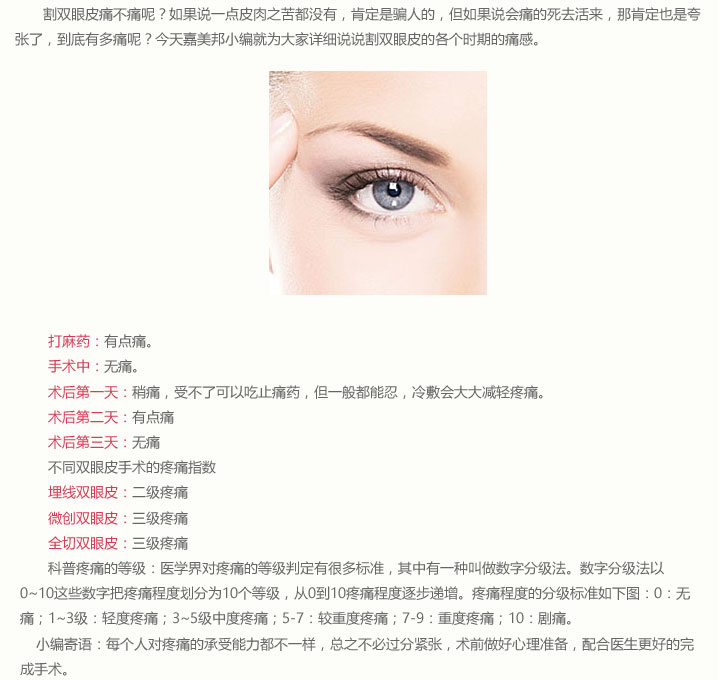 割双眼皮痛不痛呢？如果说一点皮肉之苦都没有，肯定是骗人的，但如果说会痛的死去活来，那肯定也是夸
张了，到底有多痛呢？今天嘉美邦小编就为大家详细说说割双眼皮的各个时期的痛感。
打麻药：有点痛。
手术中：无痛。
术后第一天：稍痛，受不了可以吃止痛药，但一般都能忍，冷敷会大大减轻疼痛。
术后第二天：有点痛
术后第三天：无痛
不同双眼皮手术的疼痛指数
埋线双眼皮：二级疼痛
微创双眼皮：三级疼痛
全切双眼皮：三级疼痛
科普疼痛的等级：医学界对疼痛的等级判定有很多标准，其中有一种叫做数字分级法。数字分级法以
0~10这些数字把疼痛程度划分为10个等级，从0到10疼痛程度逐步递增。疼痛程度的分级标准如下图：0：无
痛；1~3级：轻度疼痛；3~5级中度疼痛；5-7：较重度疼痛；7-9：重度疼痛；10：剧痛。
小编寄语：每个人对疼痛的承受能力都不一样，总之不必过分紧张，术前做好心理准备，配合医生更好的完
成手术。